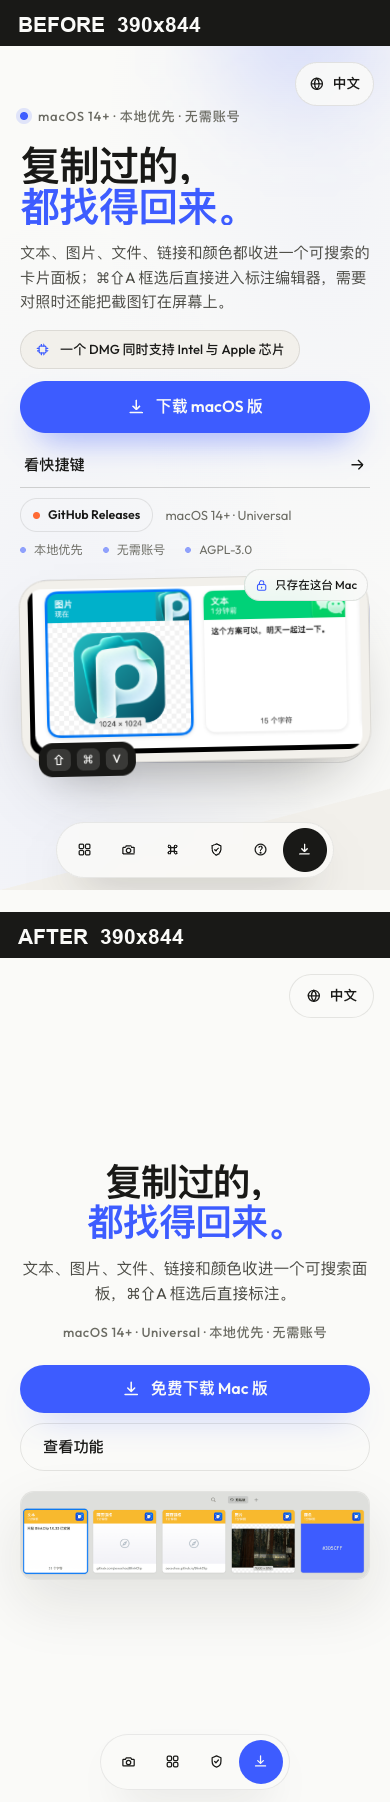 BEFORE 390x844
中文
macOS 14+ · 本地优先 · 无需账号
复制过的，
都找得回来。
文本、图片、文件、链接和颜色都收进一个可搜索的
卡片面板；⌘⇧A 框选后直接进入标注编辑器，需要
对照时还能把截图钉在屏幕上。
一个 DMG 同时支持 Intel 与 Apple 芯片
下载 macOS 版
看快捷键
GitHub Releases
macOS 14+ · Universal
本地优先
无需账号
AGPL-3.0
只存在这台 Mac
图片
现在
1024 × 1024
文本
1分钟前
这个方案可以，明天一起过一下。
15 个字符
⇧ ⌘ V
AFTER 390x844
中文
复制过的，
都找得回来。
文本、图片、文件、链接和颜色收进一个可搜索面
板，⌘⇧A 框选后直接标注。
macOS 14+ · Universal · 本地优先 · 无需账号
免费下载 Mac 版
查看功能